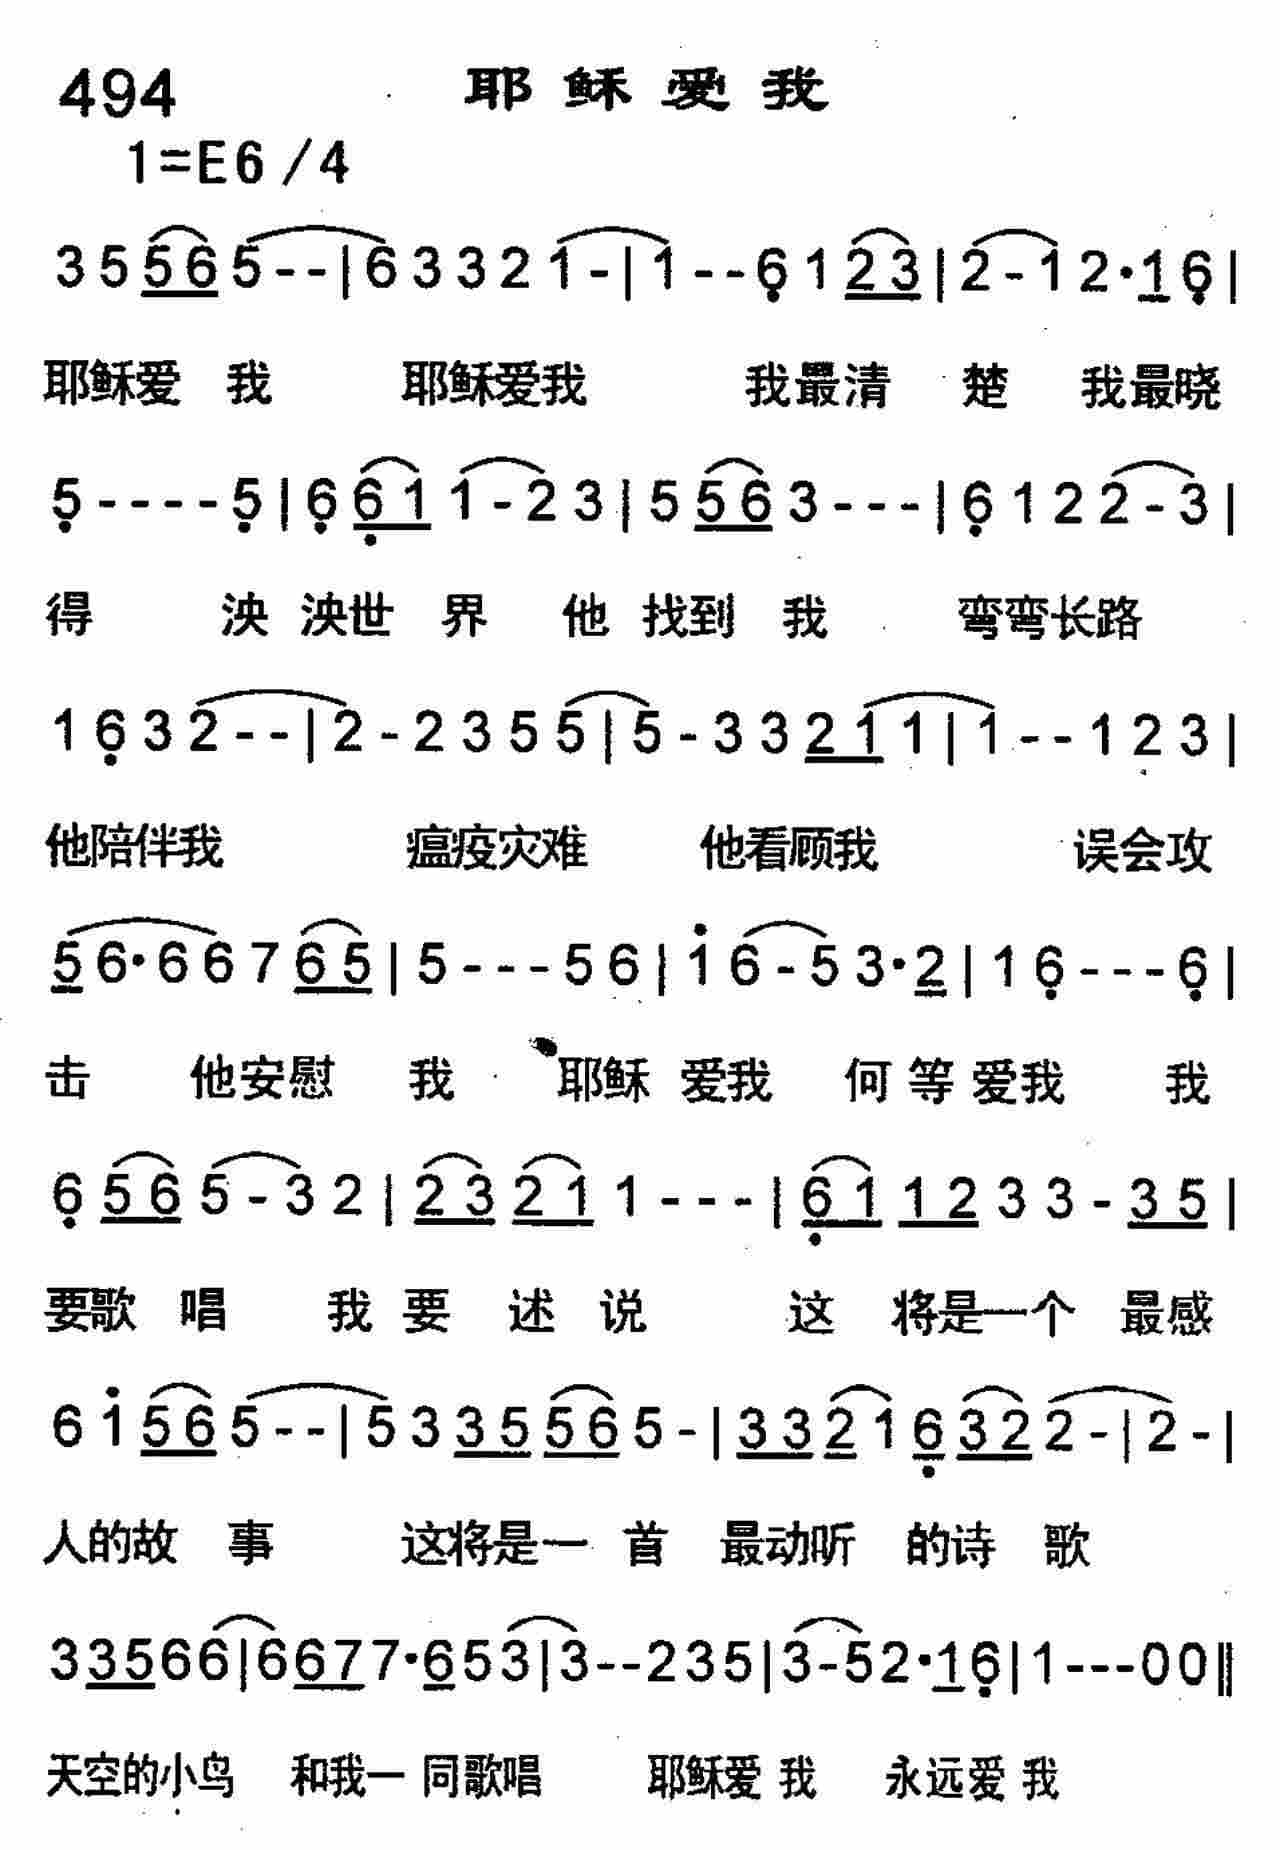 494 耶稣爱我
1=E6/4
3 5 5 6 5 - - | 6 3 3 2 1 - | 1 - - 6 1 2 3 | 2 - 1 2 · 1 6 |
耶稣爱 我 耶稣爱我 我最清 楚 我最晓
5 - - - - 5 | 6 6 1 1 - 2 3 | 5 5 6 3 - - - | 6 1 2 2 - 3 |
得 泱 泱世 界 他 找到 我 弯弯长路
1 6 3 2 - - | 2 - 2 3 5 5 | 5 - 3 3 2 1 1 | 1 - - 1 2 3 |
他陪伴我 瘟疫灾难 他看顾我 误会攻
5 6 · 6 6 7 6 5 | 5 - - - 5 6 | 1 6 - 5 3 · 2 | 1 6 - - - 6 |
击 他安慰 我 耶稣 爱我 何 等 爱我 我
6 5 6 5 - 3 2 | 2 3 2 1 1 - - - | 6 1 1 2 3 3 - 3 5 |
要歌 唱 我 要 述 说 这 将是一个 最感
6 1 5 6 5 - - | 5 3 3 5 5 6 5 - | 3 3 2 1 6 3 2 2 - | 2 - |
人的故 事 这将是一 首 最动听 的诗 歌
3 3 5 6 6 | 6 6 7 7 · 6 5 3 | 3 - - 2 3 5 | 3 - 5 2 · 1 6 | 1 - - - 0 0 ‖
天空的小鸟 和我一 同歌唱 耶稣爱 我 永远爱 我